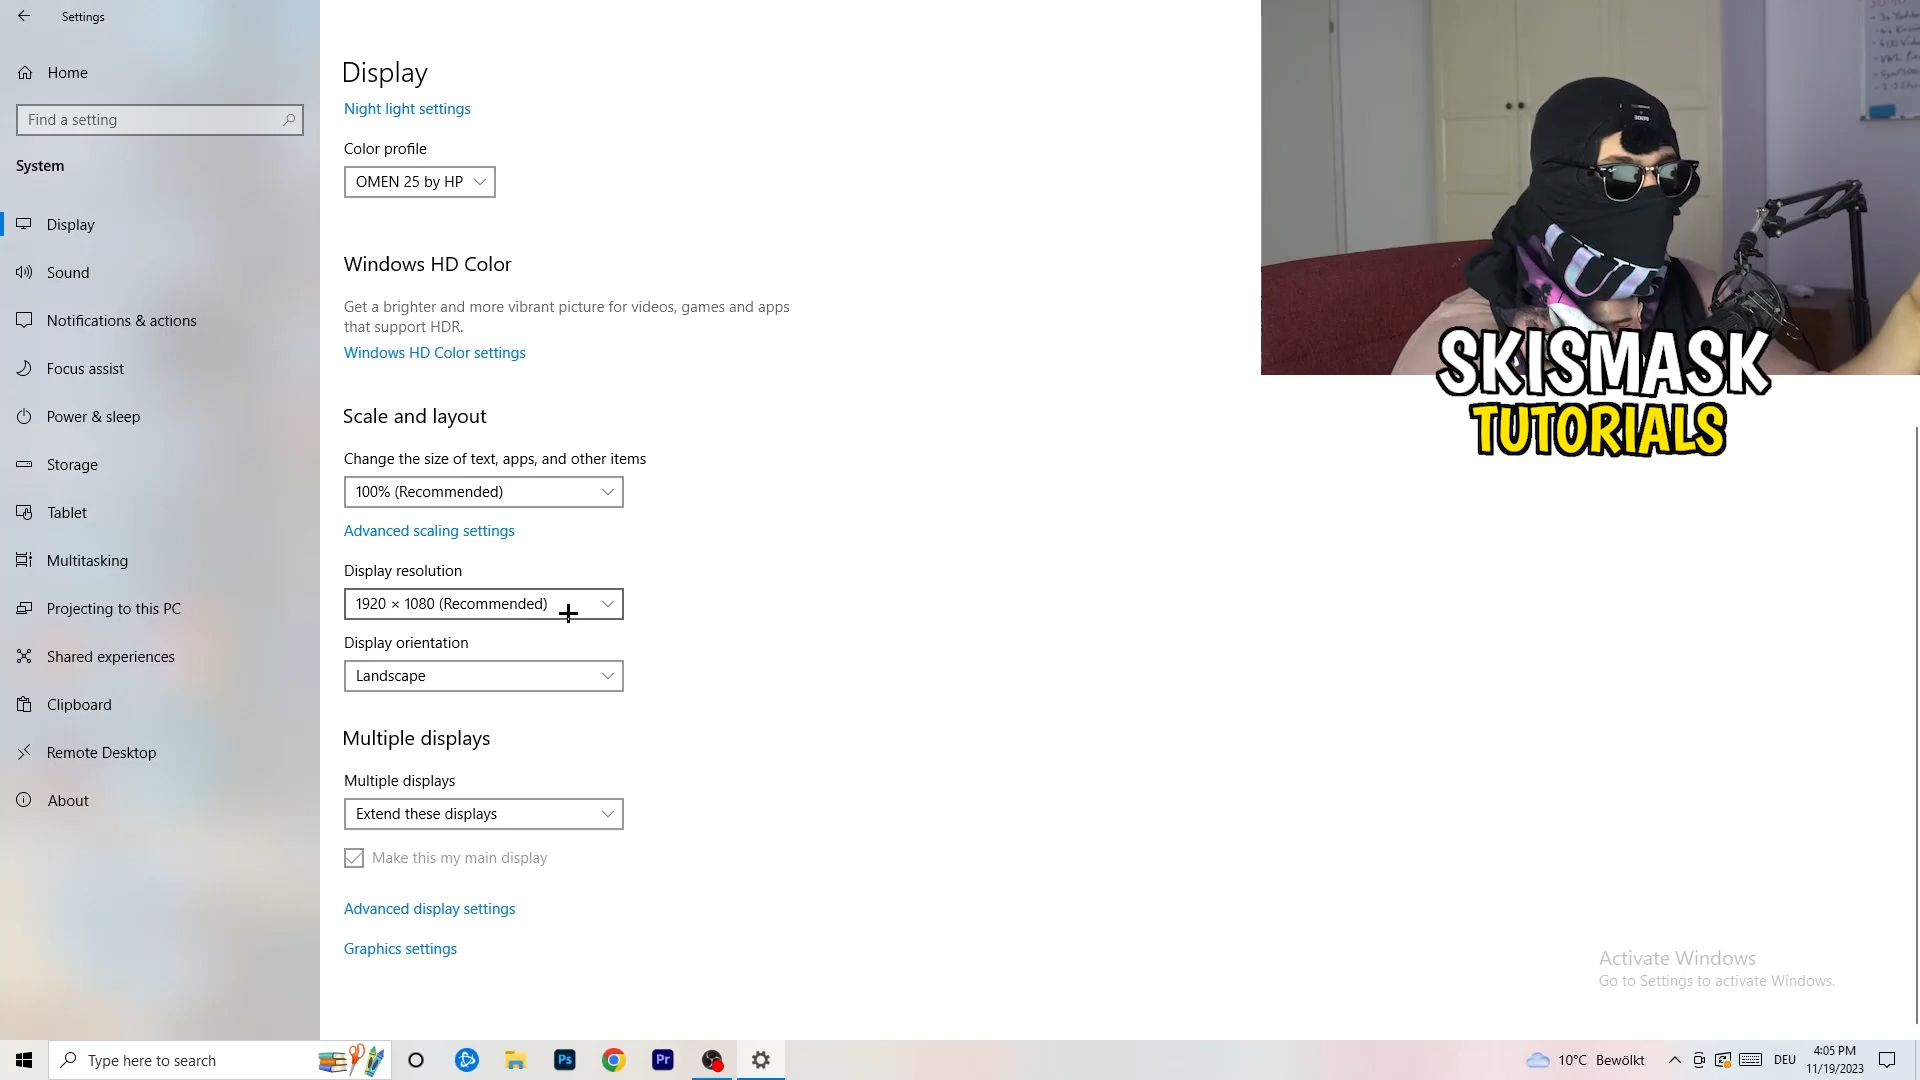 Settings
Home
Find a setting
System
Display
Sound
Notifications & actions
Focus assist
Power & sleep
Storage
Tablet
Multitasking
Projecting to this PC
Shared experiences
Clipboard
Remote Desktop
About
Display
Night light settings
Color profile
OMEN 25 by HP
Windows HD Color
Get a brighter and more vibrant picture for videos, games and apps
that support HDR.
Windows HD Color settings
Scale and layout
Change the size of text, apps, and other items
100% (Recommended)
Advanced scaling settings
Display resolution
1920 × 1080 (Recommended)
Display orientation
Landscape
Multiple displays
Multiple displays
Extend these displays
Make this my main display
Advanced display settings
Graphics settings
SKISMASK
TUTORIALS
Activate Windows
Go to Settings to activate Windows.
Type here to search
Ps
Pr
10°C Bewölkt
DEU
4:05 PM
11/19/2023